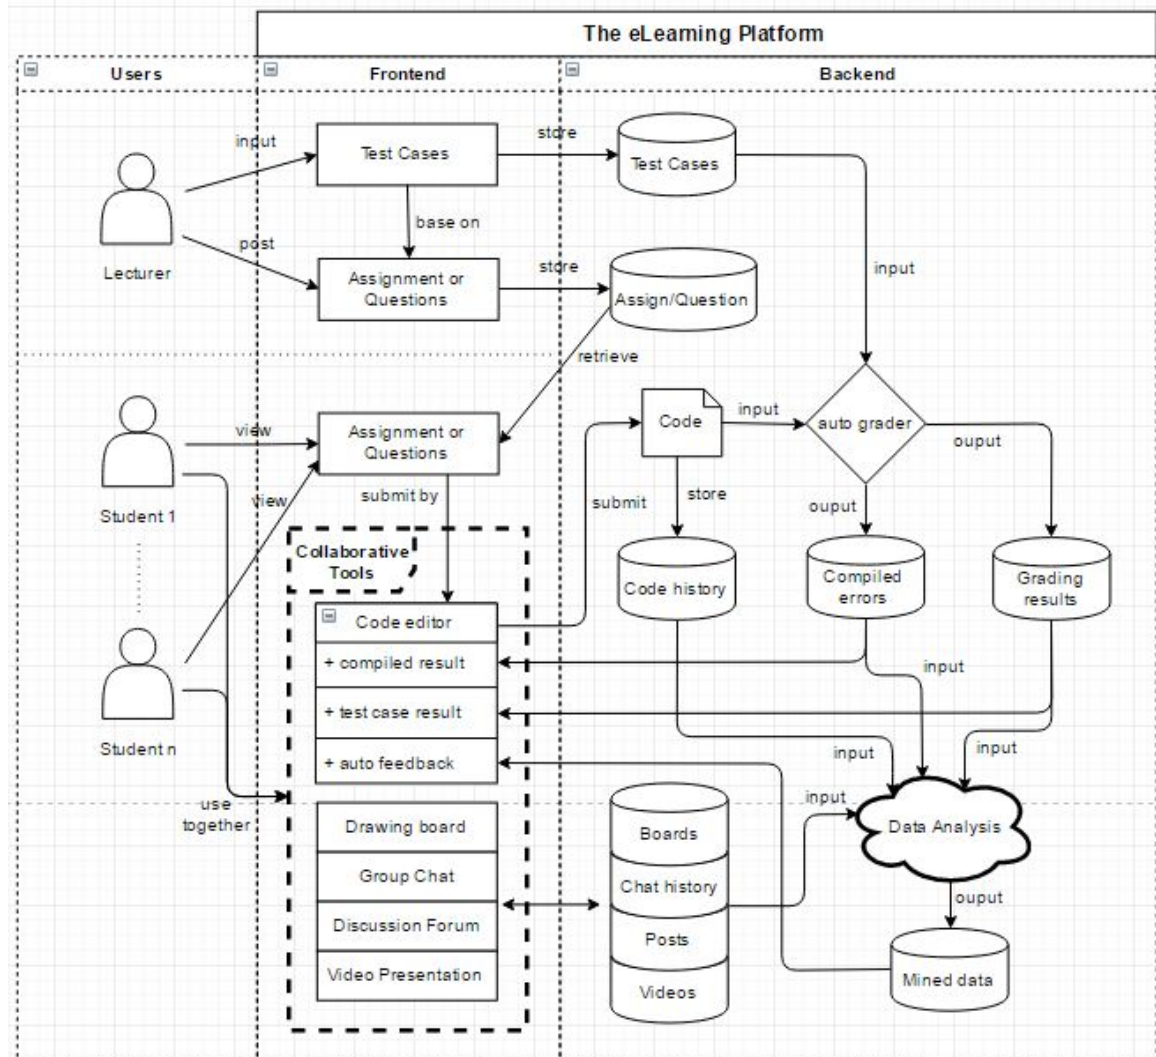 The eLearning Platform
Users
Frontend
Backend
input
Test Cases
store
Test Cases
base on
post
Lecturer
Assignment or
Questions
store
Assign/Question
input
retrieve
view
Assignment or
Questions
Code
input
auto grader
ouput
Student 1
view
submit by
submit
store
ouput
Collaborative
Tools
Code history
Compiled
errors
Grading
results
Code editor
+ compiled result
input
+ test case result
Student n
input
input
+ auto feedback
use
together
input
Drawing board
Boards
Data Analysis
Group Chat
Chat history
ouput
Discussion Forum
Posts
Video Presentation
Videos
Mined data